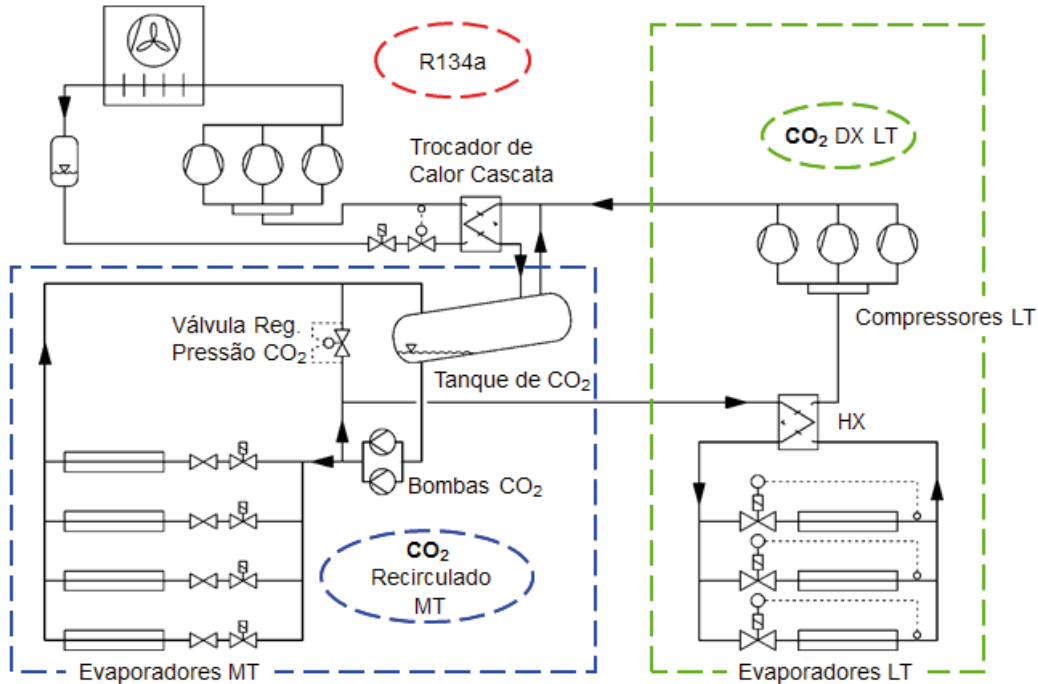 R134a
CO₂ DX LT
Trocador de
Calor Cascata
Válvula Reg.
Pressão CO₂
Tanque de CO₂
Compressores LT
HX
Bombas CO₂
CO₂
Recirculado
MT
Evaporadores MT
Evaporadores LT